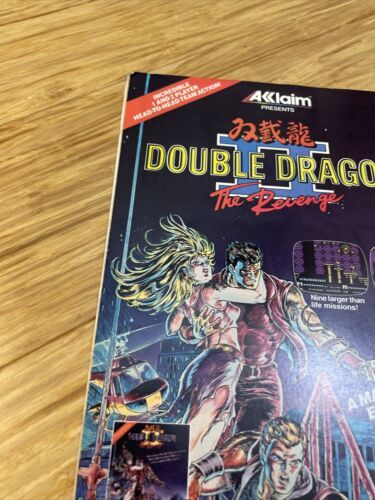 INCREDIBLE
1 AND 2 PLAYER
HEAD-TO-HEAD TEAM ACTION!
AKlaim
PRESENTS
双截龍
II
DOUBLE DRAGO
The Revenge
Nine larger than
life missions!